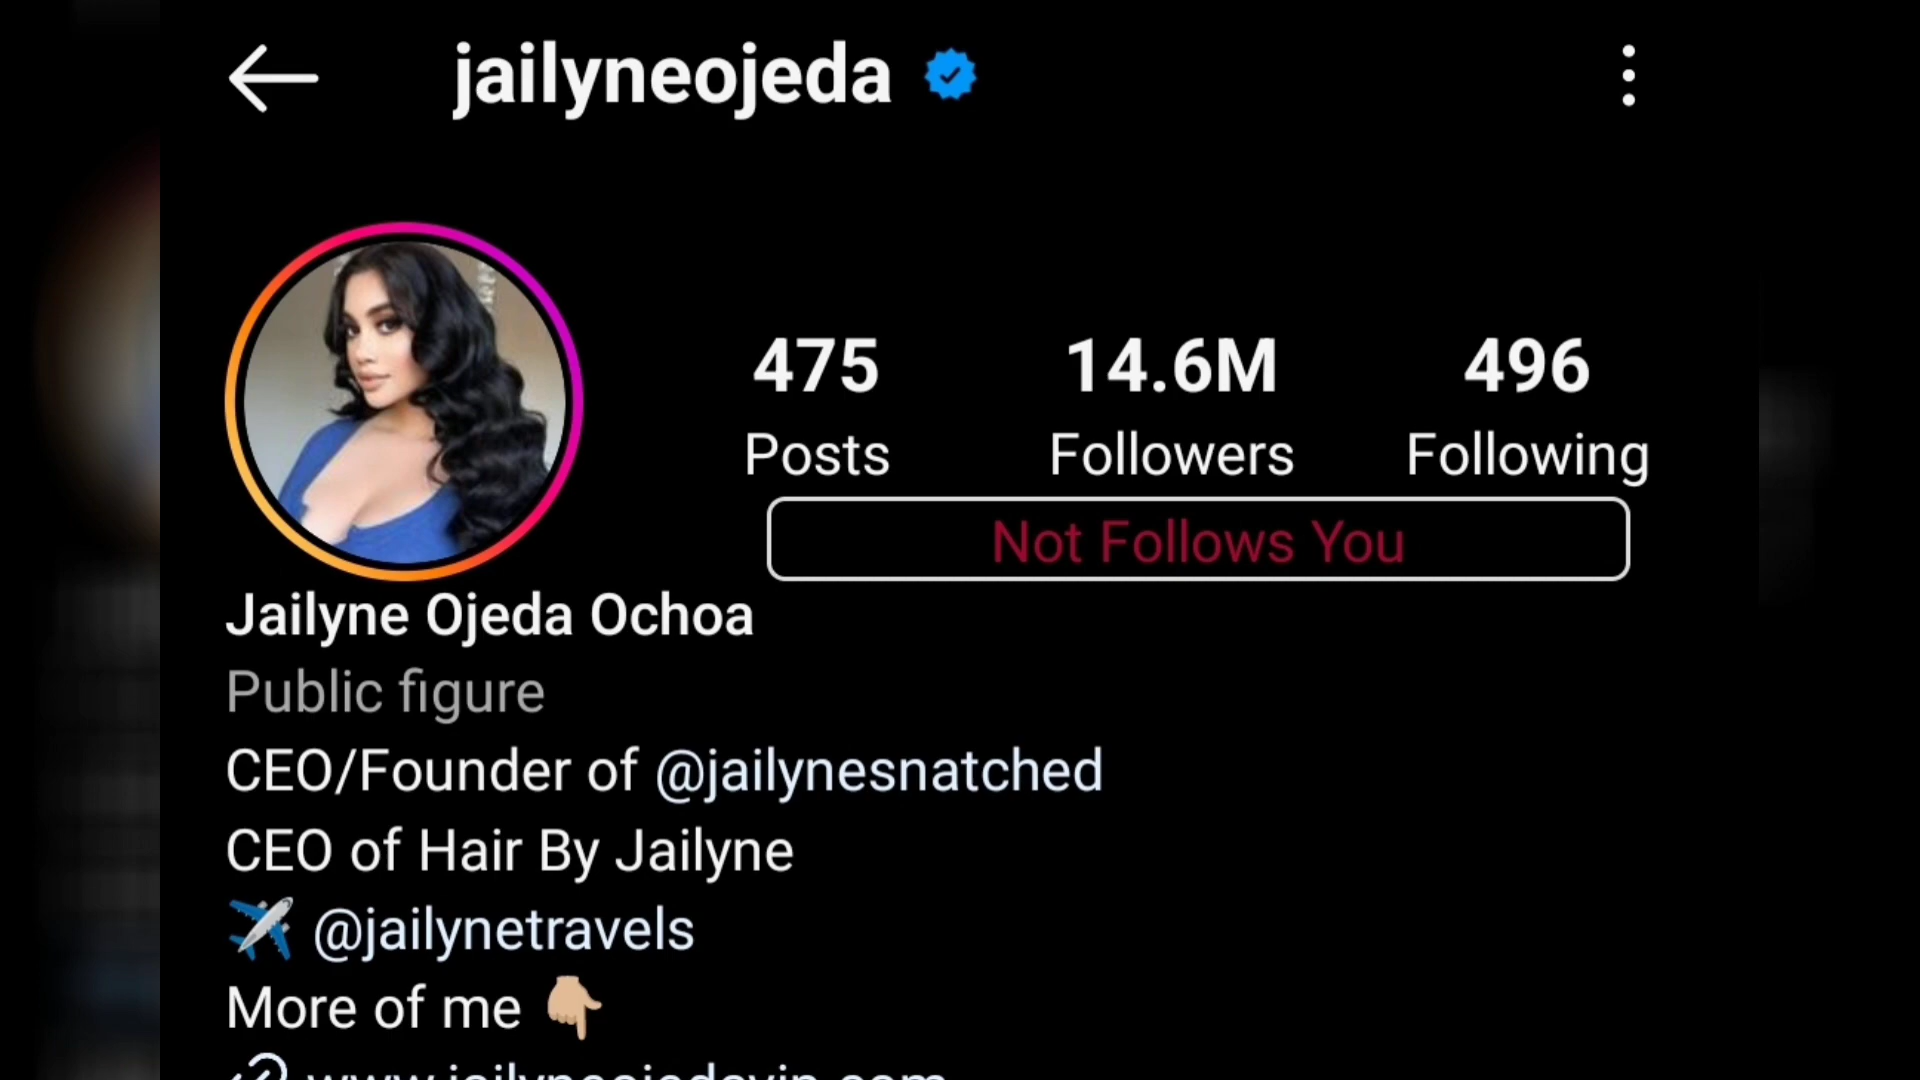 jailyneojeda
475 14.6M 496
Posts Followers Following
Not Follows You
Jailyne Ojeda Ochoa
Public figure
CEO/Founder of @jailynesnatched
CEO of Hair By Jailyne
✈️ @jailynetravels
More of me 👇🏼
www.jailyneojedavip.com